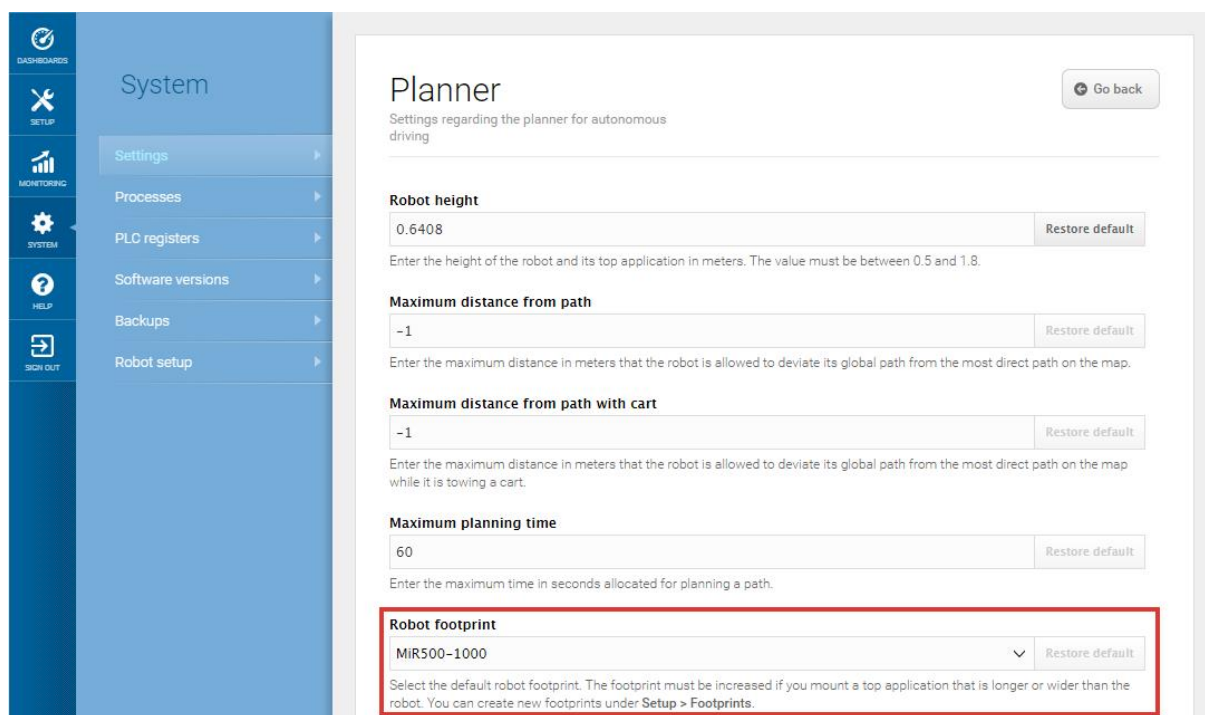 DASHBOARDS
SETUP
MONITORING
SYSTEM
HELP
SIGN OUT
System
Settings
Processes
PLC registers
Software versions
Backups
Robot setup
Planner
Go back
Settings regarding the planner for autonomous
driving
Robot height
0.6408
Restore default
Enter the height of the robot and its top application in meters. The value must be between 0.5 and 1.8.
Maximum distance from path
-1
Restore default
Enter the maximum distance in meters that the robot is allowed to deviate its global path from the most direct path on the map.
Maximum distance from path with cart
-1
Restore default
Enter the maximum distance in meters that the robot is allowed to deviate its global path from the most direct path on the map
while it is towing a cart.
Maximum planning time
60
Restore default
Enter the maximum time in seconds allocated for planning a path.
Robot footprint
MiR500-1000
Restore default
Select the default robot footprint. The footprint must be increased if you mount a top application that is longer or wider than the
robot. You can create new footprints under Setup > Footprints.